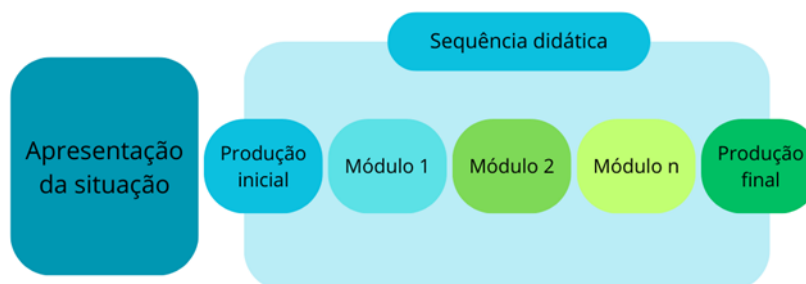 Sequência didática
Apresentação
da situação
Produção
inicial
Módulo 1
Módulo 2
Módulo n
Produção
final